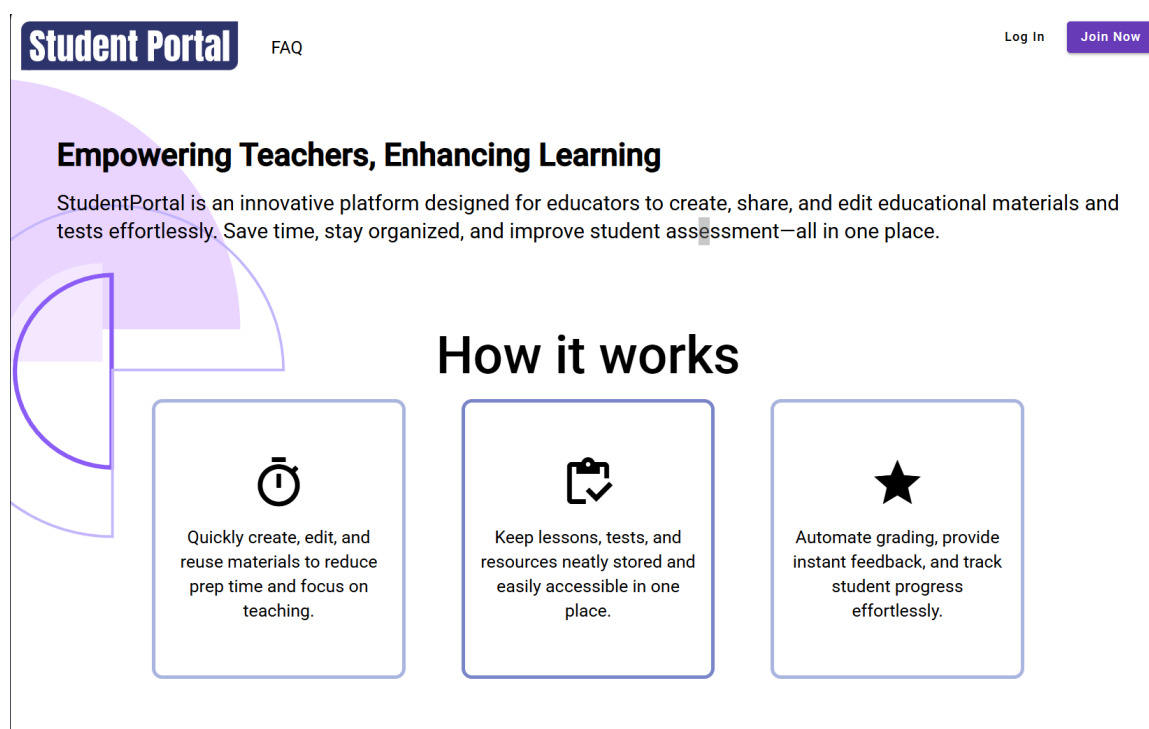 Student Portal
FAQ
Log In
Join Now
Empowering Teachers, Enhancing Learning
StudentPortal is an innovative platform designed for educators to create, share, and edit educational materials and
tests effortlessly. Save time, stay organized, and improve student assessment—all in one place.
How it works
Quickly create, edit, and
reuse materials to reduce
prep time and focus on
teaching.
Keep lessons, tests, and
resources neatly stored and
easily accessible in one
place.
Automate grading, provide
instant feedback, and track
student progress
effortlessly.